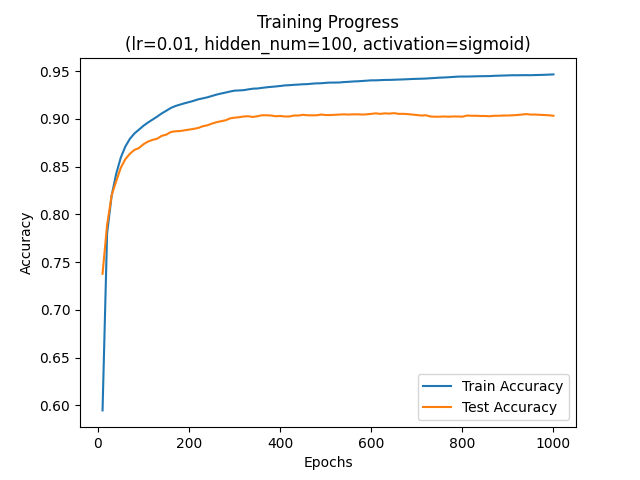 Training Progress
(lr=0.01, hidden_num=100, activation=sigmoid)
Accuracy
0.95
0.90
0.85
0.80
0.75
0.70
0.65
0.60
0
200
400
600
800
1000
Epochs
Train Accuracy
Test Accuracy